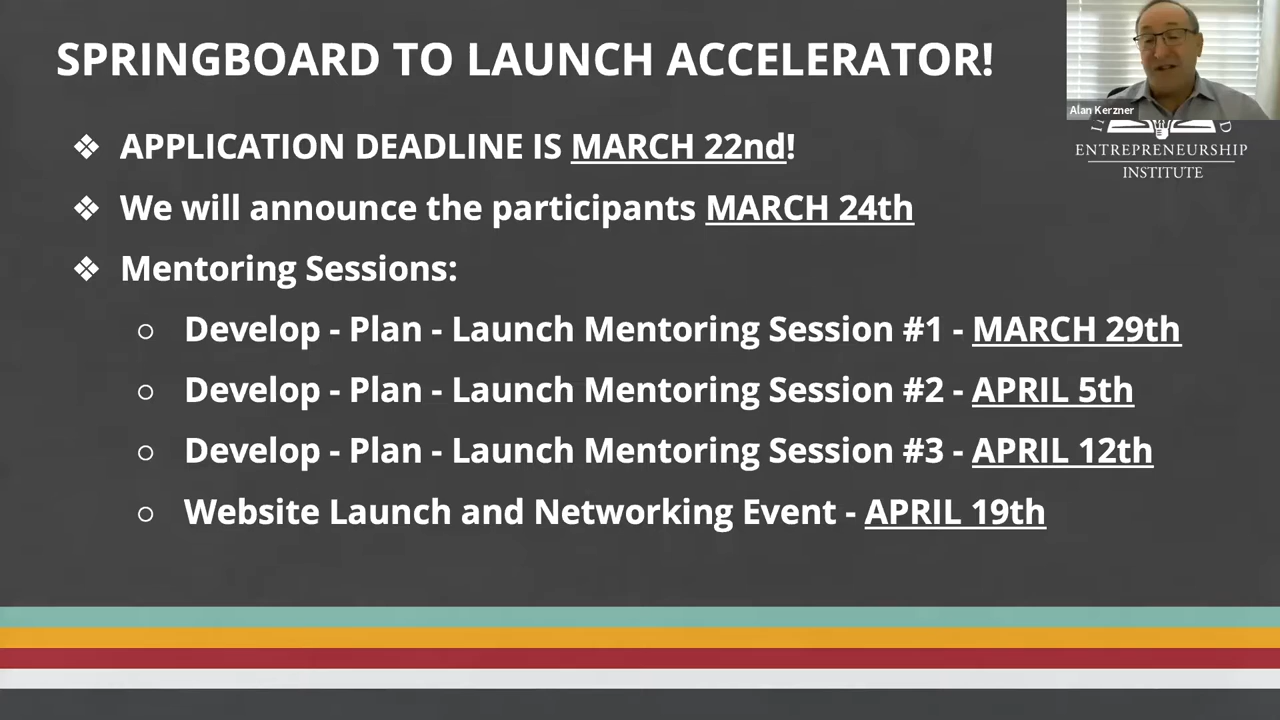 SPRINGBOARD TO LAUNCH ACCELERATOR!
Alan Kerzner
ENTREPRENEURSHIP
INSTITUTE
❖ APPLICATION DEADLINE IS MARCH 22nd!
❖ We will announce the participants MARCH 24th
❖ Mentoring Sessions:
○ Develop - Plan - Launch Mentoring Session #1 - MARCH 29th
○ Develop - Plan - Launch Mentoring Session #2 - APRIL 5th
○ Develop - Plan - Launch Mentoring Session #3 - APRIL 12th
○ Website Launch and Networking Event - APRIL 19th